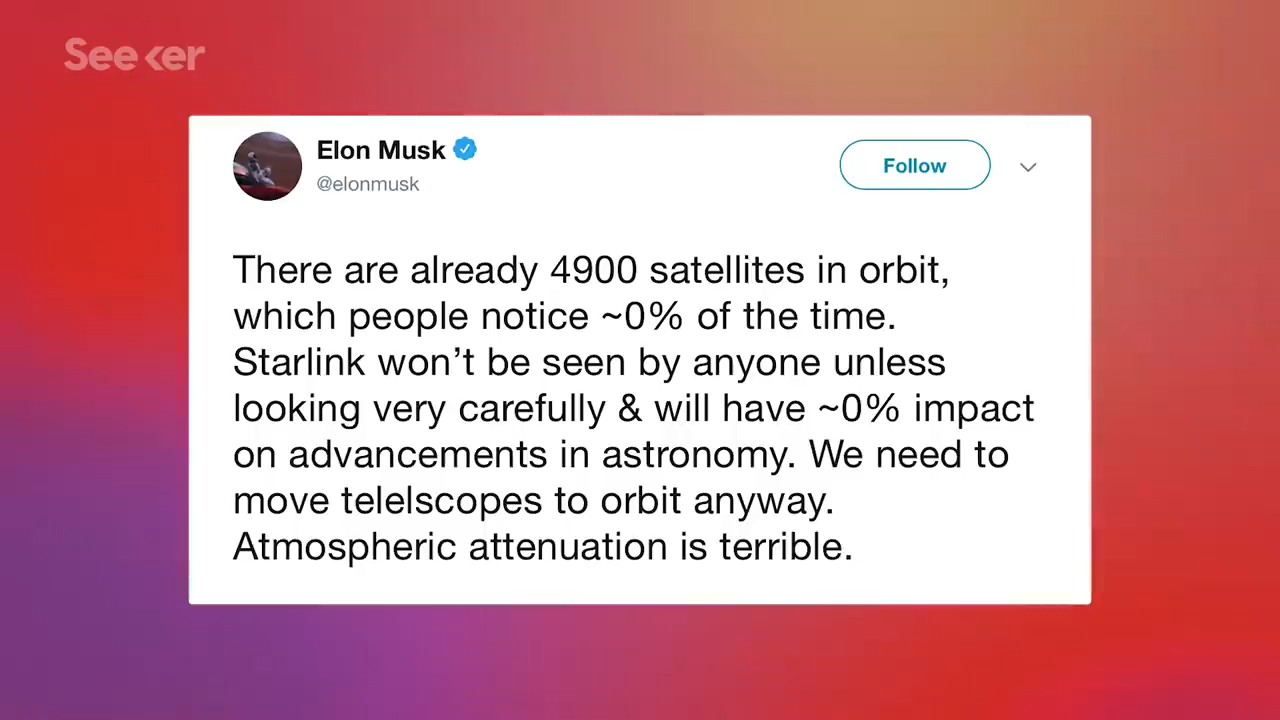 Seeker
Elon Musk
@elonmusk
Follow
There are already 4900 satellites in orbit,
which people notice ~0% of the time.
Starlink won’t be seen by anyone unless
looking very carefully & will have ~0% impact
on advancements in astronomy. We need to
move telelscopes to orbit anyway.
Atmospheric attenuation is terrible.